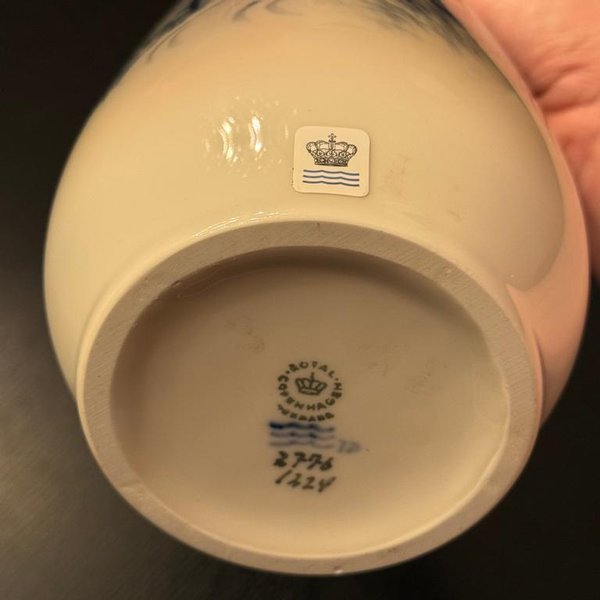 ROYAL
COPENHAGEN
DENMARK
2776
1224